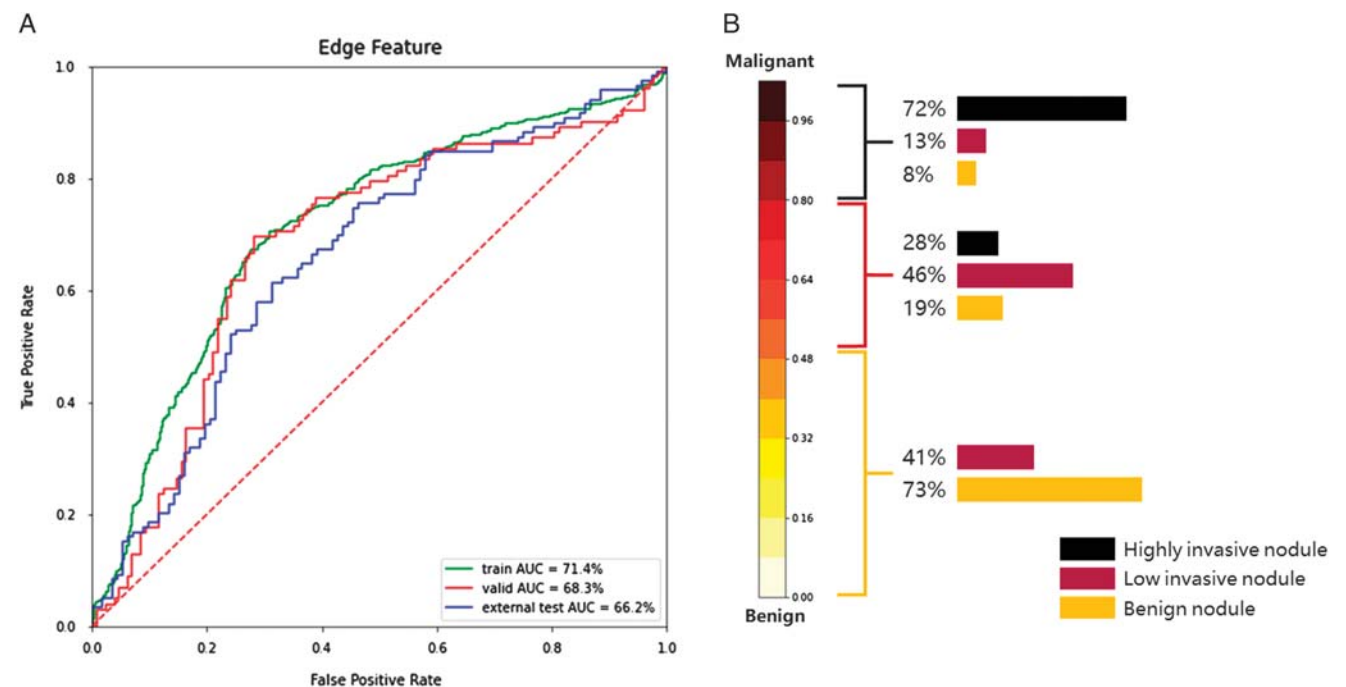 A
Edge Feature
1.0
0.8
0.6
0.4
0.2
0.0
True Positive Rate
train AUC = 71.4%
valid AUC = 68.3%
external test AUC = 66.2%
0.0 0.2 0.4 0.6 0.8 1.0
False Positive Rate
B
Malignant
0.96
0.80
0.64
0.48
0.32
0.16
0.00
Benign
72%
13%
8%
28%
46%
19%
41%
73%
Highly invasive nodule
Low invasive nodule
Benign nodule